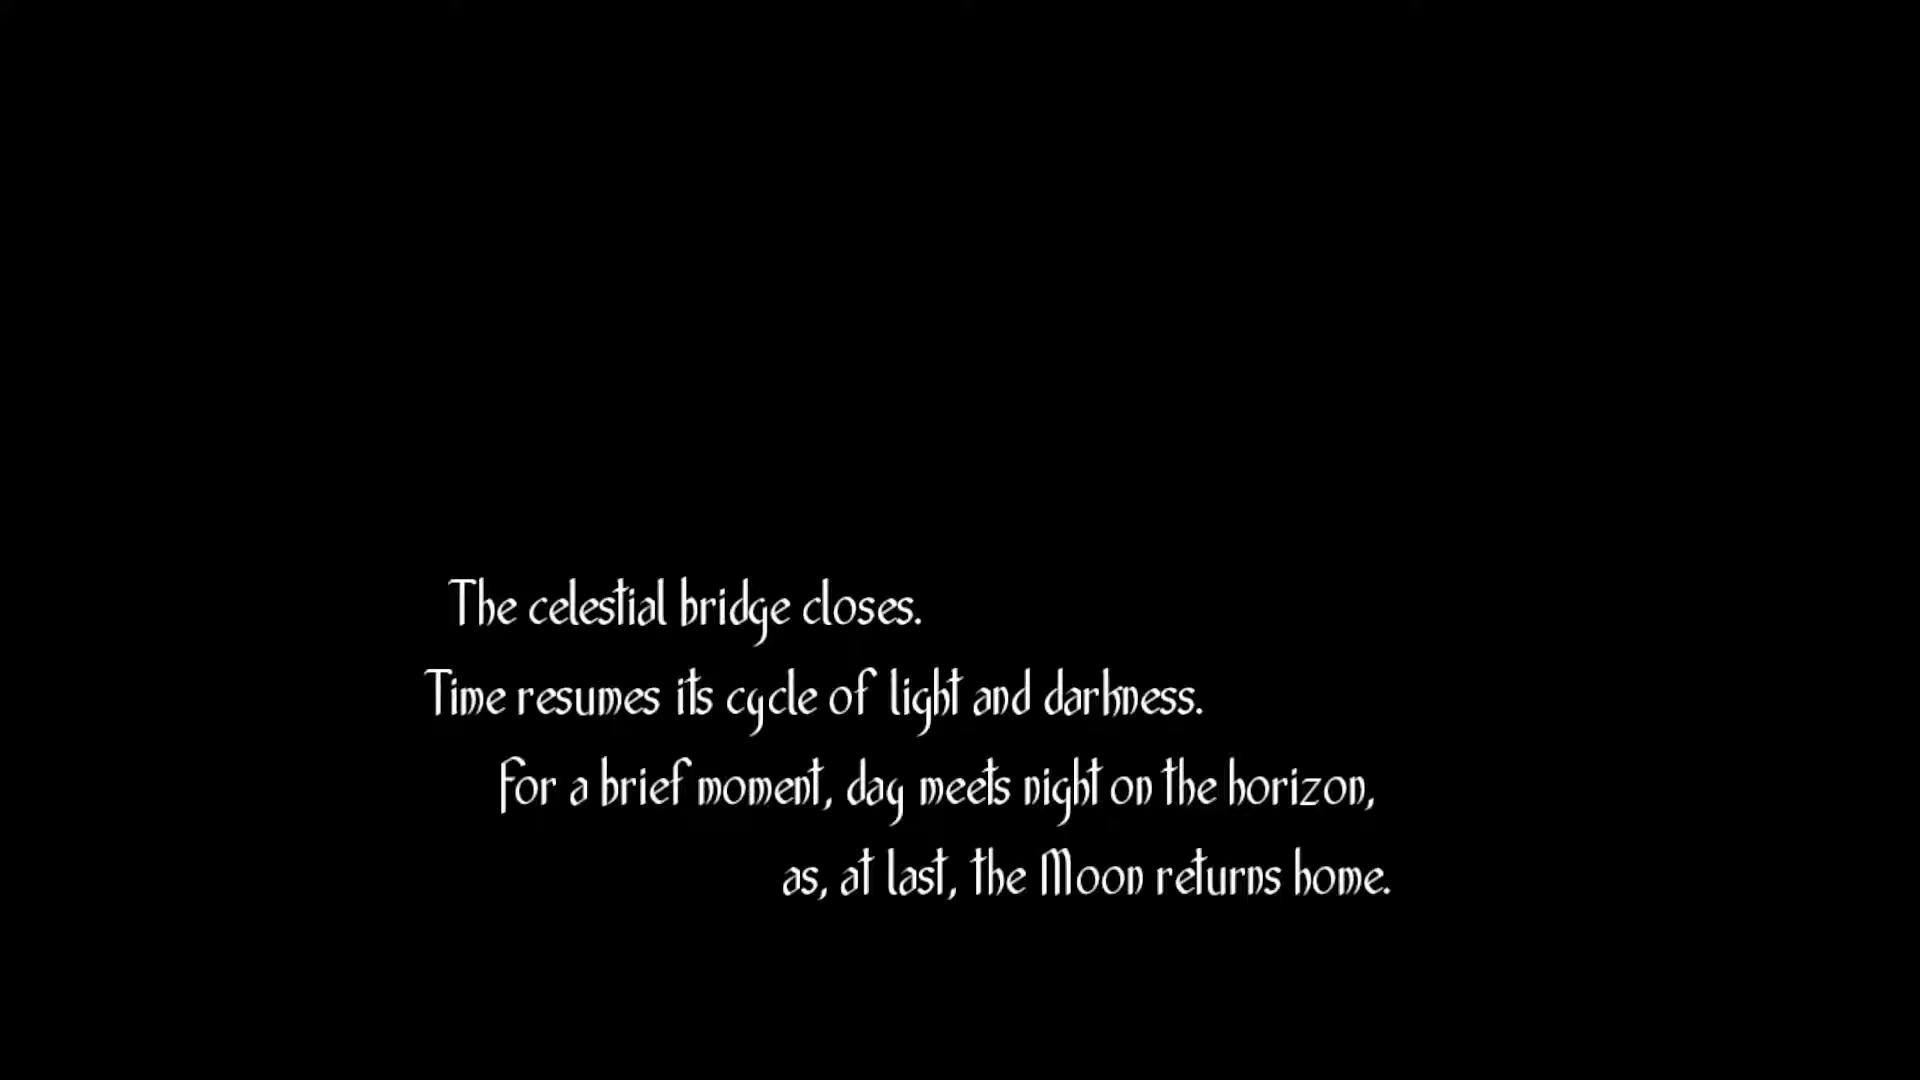 The celestial bridge closes.
Time resumes its cycle of light and darkness.
For a brief moment, day meets night on the horizon,
as, at last, the Moon returns home.